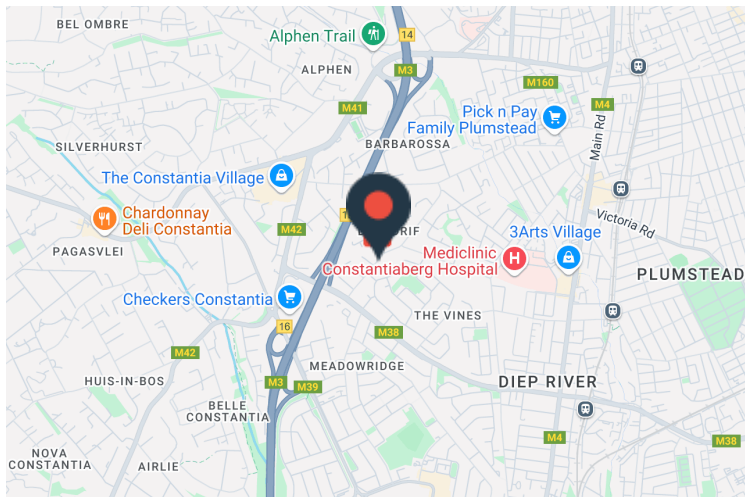 BEL OMBRE
Alphen Trail
14
ALPHEN
M3
M160
M41
M4
Pick n Pay
Family Plumstead
Main Rd
BARBAROSSA
SILVERHURST
The Constantia Village
Chardonnay
Deli Constantia
M42
Victoria Rd
3Arts Village
PAGASVLEI
Mediclinic
Constantiaberg Hospital
H
PLUMSTEAD
Checkers Constantia
THE VINES
16
M38
M42
MEADOWRIDGE
HUIS-IN-BOS
M3
M39
DIEP RIVER
BELLE
CONSTANTIA
M4
M38
NOVA
CONSTANTIA
AIRLIE